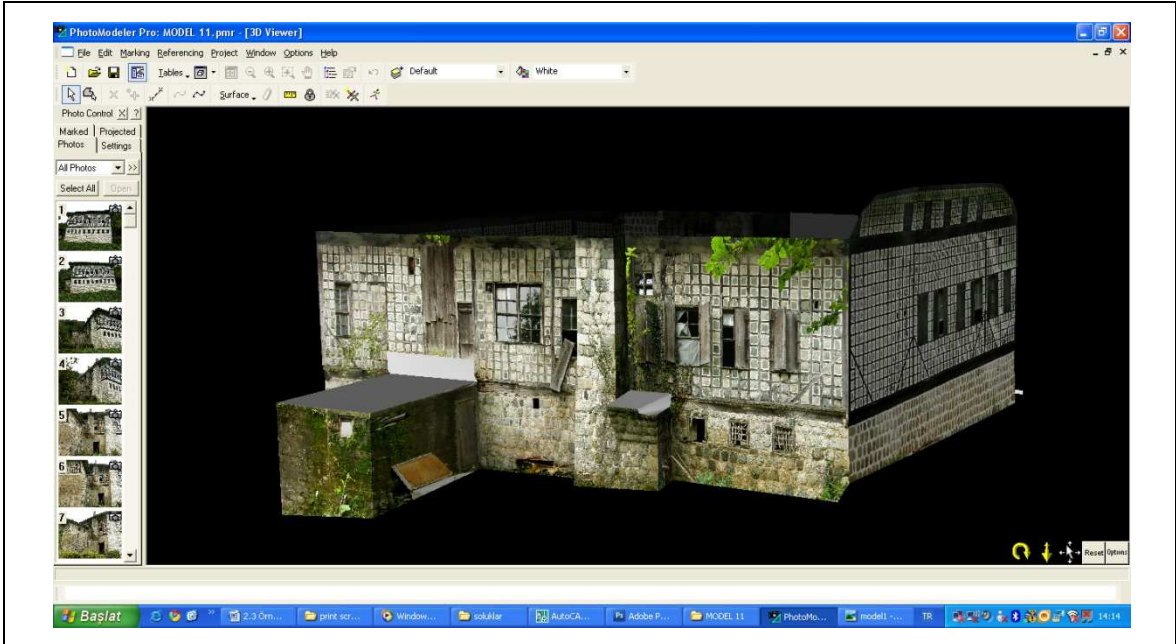 PhotoModeler Pro: MODEL 11.pmr - [3D Viewer]
File Edit Marking Referencing Project Window Options Help
Tables Default White
Surface
Photo Control X ?
Marked Projected
Photos Settings
All Photos >>
Select All Open
1
2
3
4
5
6
7
Reset Options
Başlat » 2.3 Örn... print scr... Window... soluklar AutoCA... Adobe P... MODEL 11 PhotoMo... model1 -... TR 14:14